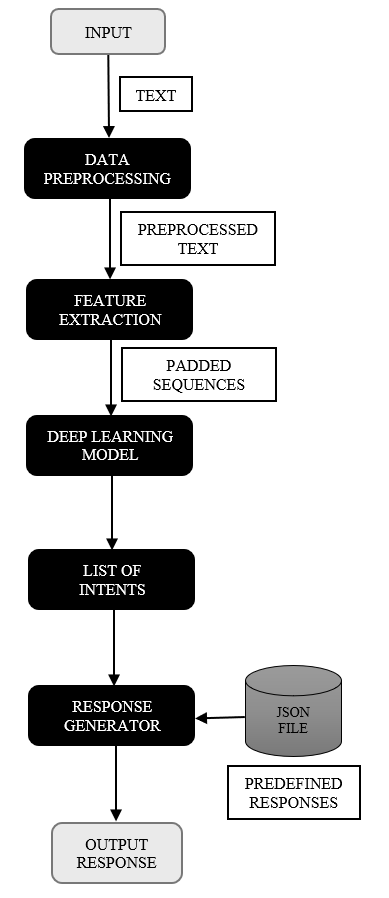 INPUT
TEXT
DATA
PREPROCESSING
PREPROCESSED
TEXT
FEATURE
EXTRACTION
PADDED
SEQUENCES
DEEP LEARNING
MODEL
LIST OF
INTENTS
RESPONSE
GENERATOR
JSON
FILE
PREDEFINED
RESPONSES
OUTPUT
RESPONSE